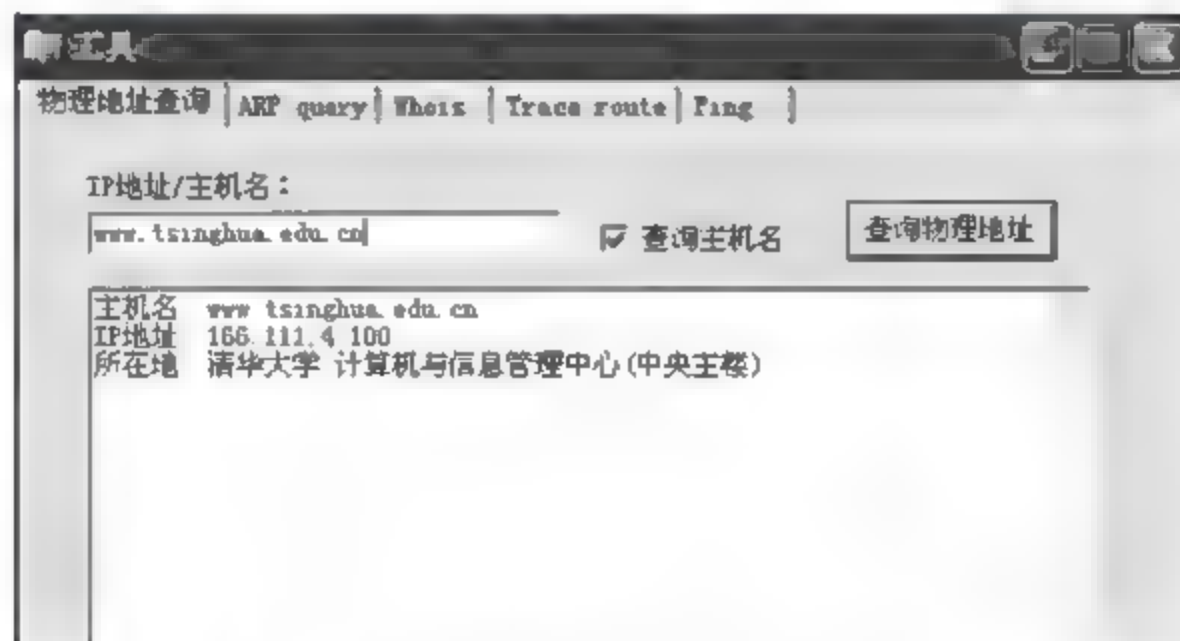 工具
物理地址查询 ARP query Whois Trace route Ping
IP地址/主机名：
www.tsinghua.edu.cn
查询主机名
查询物理地址
主机名 www tsinghua.edu.cn
IP地址 166.111.4.100
所在地 清华大学 计算机与信息管理中心(中央主楼)